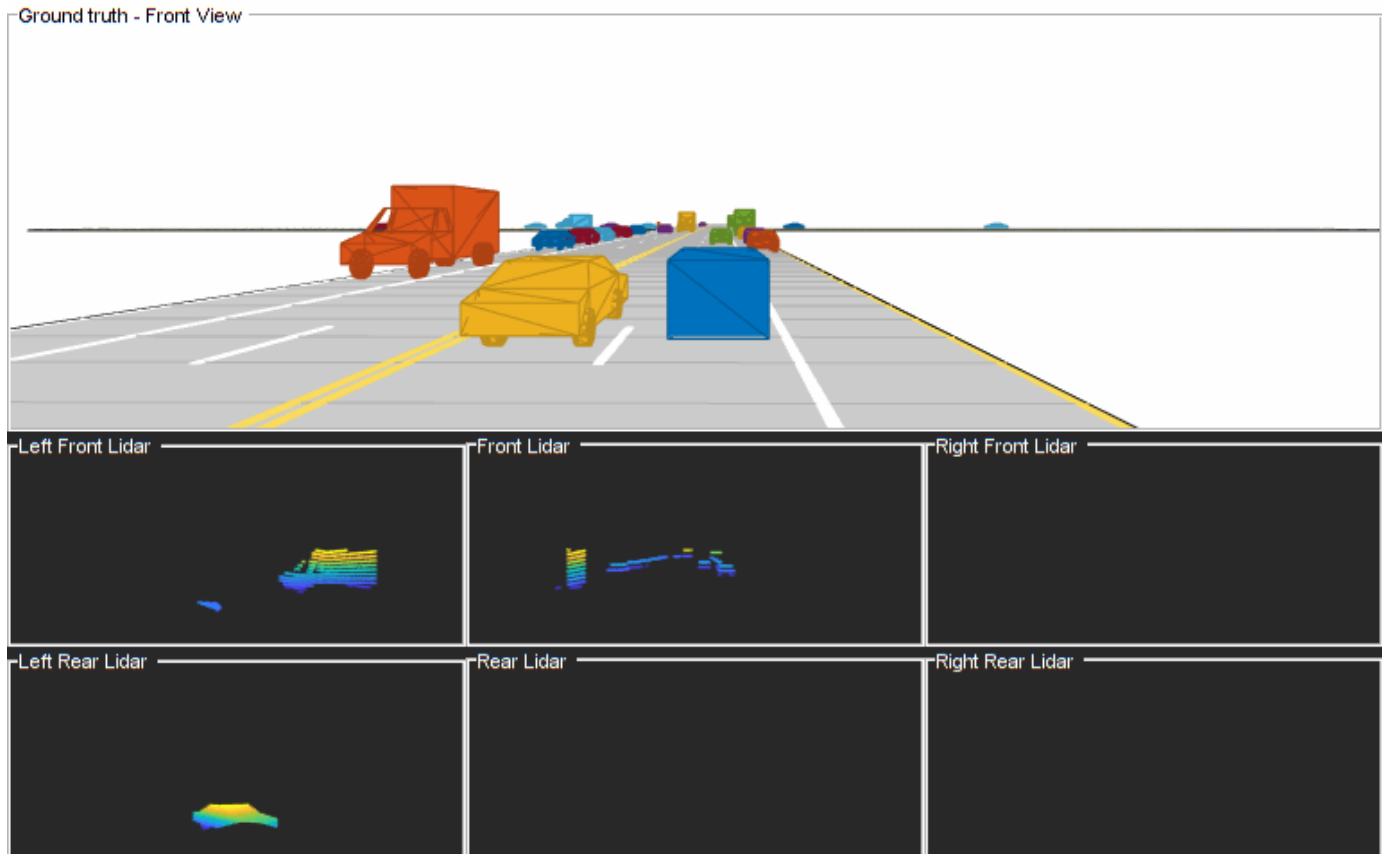 Ground truth - Front View
Left Front Lidar
Front Lidar
Right Front Lidar
Left Rear Lidar
Rear Lidar
Right Rear Lidar